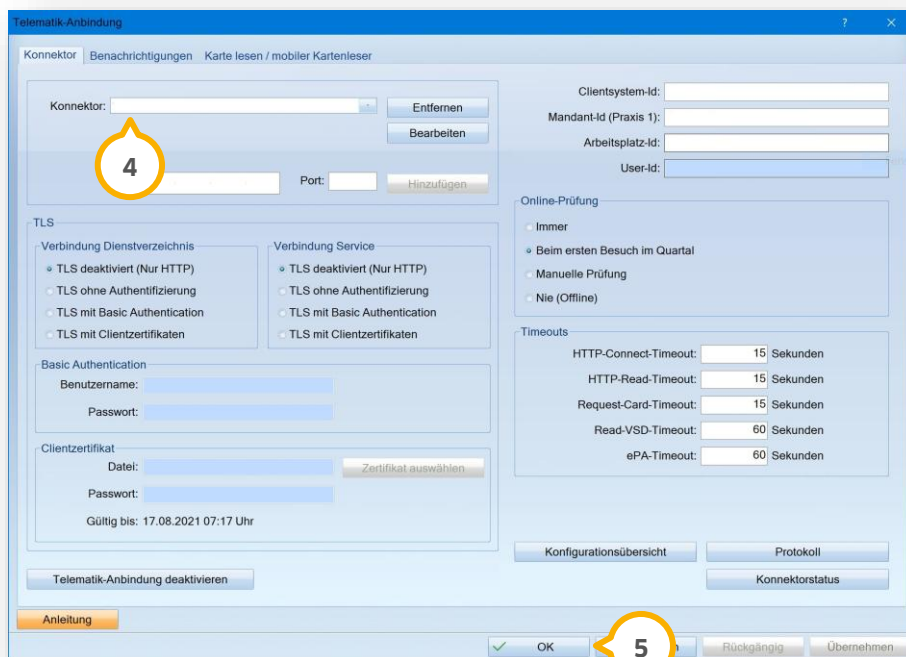 Telematik-Anbindung
?
Konnektor Benachrichtigungen Karte lesen / mobiler Kartenleser
Konnektor:
Entfernen
Bearbeiten
4
Port:
Hinzufügen
TLS
Verbindung Dienstverzeichnis
TLS deaktiviert (Nur HTTP)
TLS ohne Authentifizierung
TLS mit Basic Authentication
TLS mit Clientzertifikaten
Verbindung Service
TLS deaktiviert (Nur HTTP)
TLS ohne Authentifizierung
TLS mit Basic Authentication
TLS mit Clientzertifikaten
Basic Authentication
Benutzername:
Passwort:
Clientzertifikat
Datei:
Zertifikat auswählen
Passwort:
Gültig bis: 17.08.2021 07:17 Uhr
Telematik-Anbindung deaktivieren
Clientsystem-Id:
Mandant-Id (Praxis 1):
Arbeitsplatz-Id:
User-Id:
Online-Prüfung
Immer
Beim ersten Besuch im Quartal
Manuelle Prüfung
Nie (Offline)
Timeouts
HTTP-Connect-Timeout: 15 Sekunden
HTTP-Read-Timeout: 15 Sekunden
Request-Card-Timeout: 15 Sekunden
Read-VSD-Timeout: 60 Sekunden
ePA-Timeout: 60 Sekunden
Konfigurationsübersicht
Protokoll
Konnektorstatus
Anleitung
OK
5
Rückgängig
Übernehmen